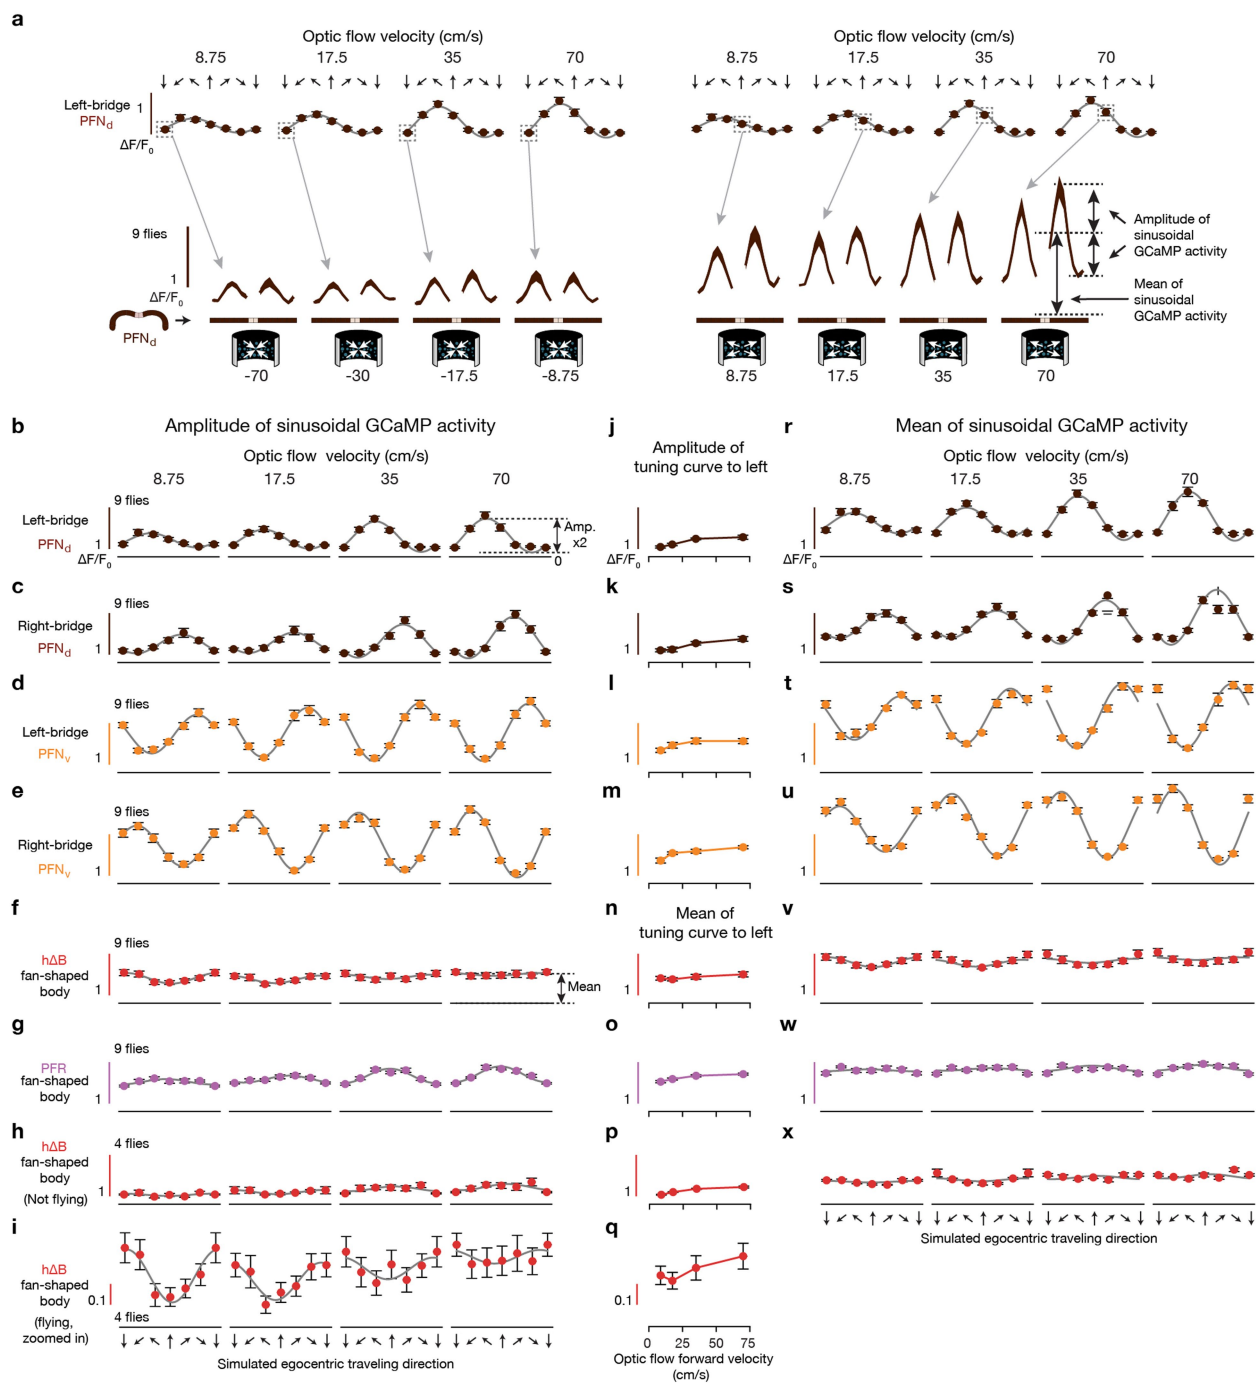 a
Optic flow velocity (cm/s)
8.75 17.5 35 70
Left-bridge
PFNd
1
ΔF/F0
9 flies
1
ΔF/F0
PFNd
-70 -30 -17.5 -8.75
Optic flow velocity (cm/s)
8.75 17.5 35 70
Amplitude of
sinusoidal
GCaMP activity
Mean of
sinusoidal
GCaMP activity
8.75 17.5 35 70
b
Amplitude of sinusoidal GCaMP activity
Optic flow velocity (cm/s)
8.75 17.5 35 70
9 flies
Left-bridge
PFNd
1
ΔF/F0
Amp.
x2
0
j
Amplitude of
tuning curve to left
1
ΔF/F0
r
Mean of sinusoidal GCaMP activity
Optic flow velocity (cm/s)
8.75 17.5 35 70
1
ΔF/F0
c
9 flies
Right-bridge
PFNd
1
k
1
s
1
d
9 flies
Left-bridge
PFNv
1
l
1
t
1
e
9 flies
Right-bridge
PFNv
1
m
1
u
1
f
9 flies
hΔB
fan-shaped
body
1
Mean
n
Mean of
tuning curve to left
1
v
1
g
9 flies
PFR
fan-shaped
body
1
o
1
w
1
h
4 flies
hΔB
fan-shaped
body
(Not flying)
1
p
1
x
Simulated egocentric traveling direction
i
hΔB
fan-shaped
body
(flying,
zoomed in)
0.1
4 flies
Simulated egocentric traveling direction
q
0.1
0 25 50 75
Optic flow forward velocity
(cm/s)